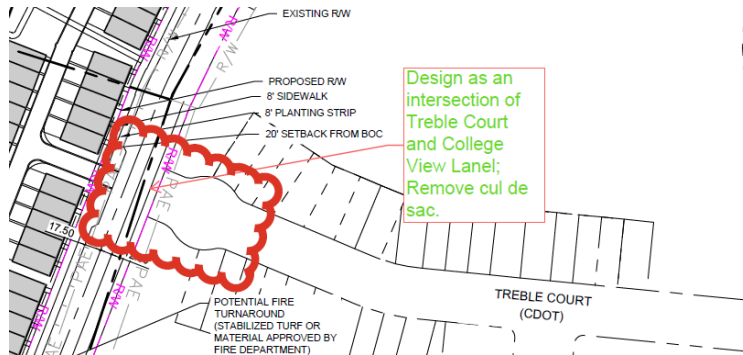 EXISTING R/W
R/W
R/W
R/W
R/W
PROPOSED R/W
8' SIDEWALK
8' PLANTING STRIP
20' SETBACK FROM BOC
Design as an
intersection of
Treble Court
and College
View Lanel;
Remove cul de
sac.
R/W
PAE
R/W
17.50
PAE
PAE
R/W
R/W
POTENTIAL FIRE
TURNAROUND
(STABILIZED TURF OR
MATERIAL APPROVED BY
FIRE DEPARTMENT)
TREBLE COURT
(CDOT)